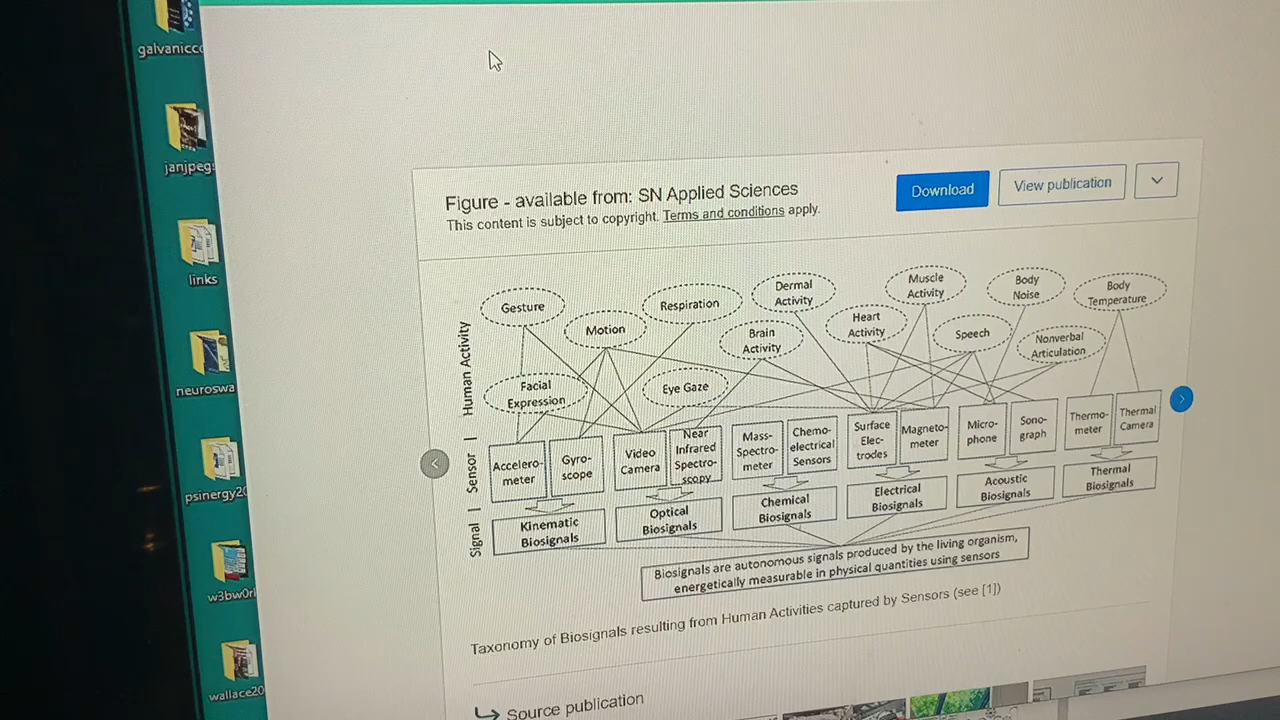 galvanicco
janjpegs
links
neuroswa
psinergy20
w3bw0rl
wallace20
Figure - available from: SN Applied Sciences
This content is subject to copyright. Terms and conditions apply.
Download
View publication
Human Activity
Gesture
Motion
Respiration
Dermal
Activity
Brain
Activity
Muscle
Activity
Heart
Activity
Body
Noise
Speech
Body
Temperature
Nonverbal
Articulation
Facial
Expression
Eye Gaze
Sensor
Accelero-
meter
Gyro-
scope
Video
Camera
Near
Infrared
Spectro-
scopy
Mass-
Spectro-
meter
Chemo-
electrical
Sensors
Surface
Elec-
trodes
Magneto-
meter
Micro-
phone
Sono-
graph
Thermo-
meter
Thermal
Camera
Signal
Kinematic
Biosignals
Optical
Biosignals
Chemical
Biosignals
Electrical
Biosignals
Acoustic
Biosignals
Thermal
Biosignals
Biosignals are autonomous signals produced by the living organism,
energetically measurable in physical quantities using sensors
Taxonomy of Biosignals resulting from Human Activities captured by Sensors (see [1])
Source publication